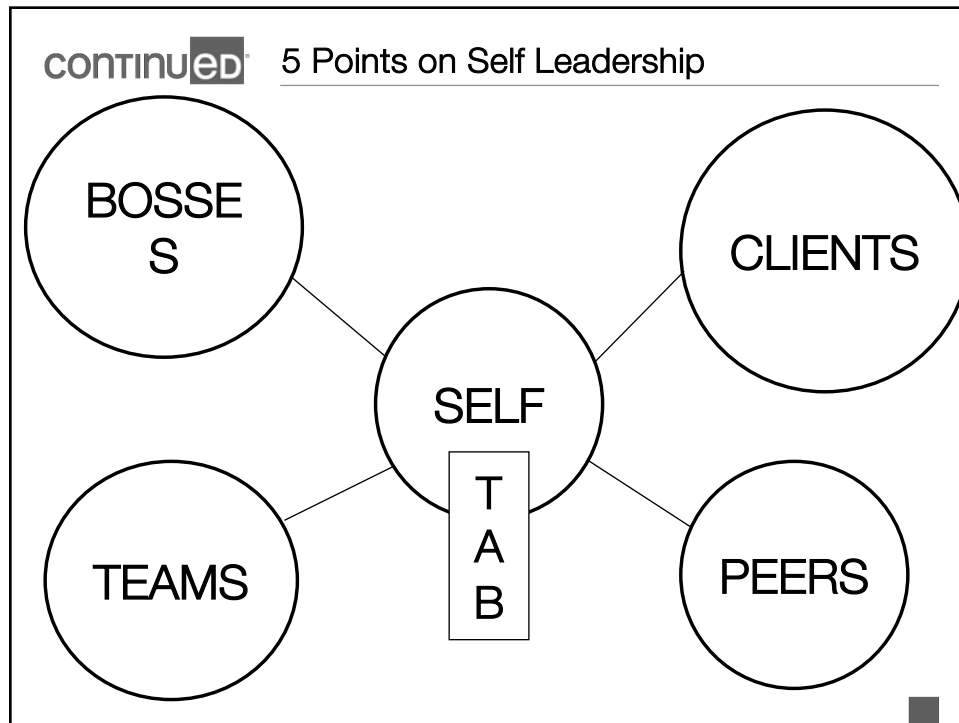 continued®
5 Points on Self Leadership
BOSSE
S
CLIENTS
SELF
T
A
B
TEAMS
PEERS